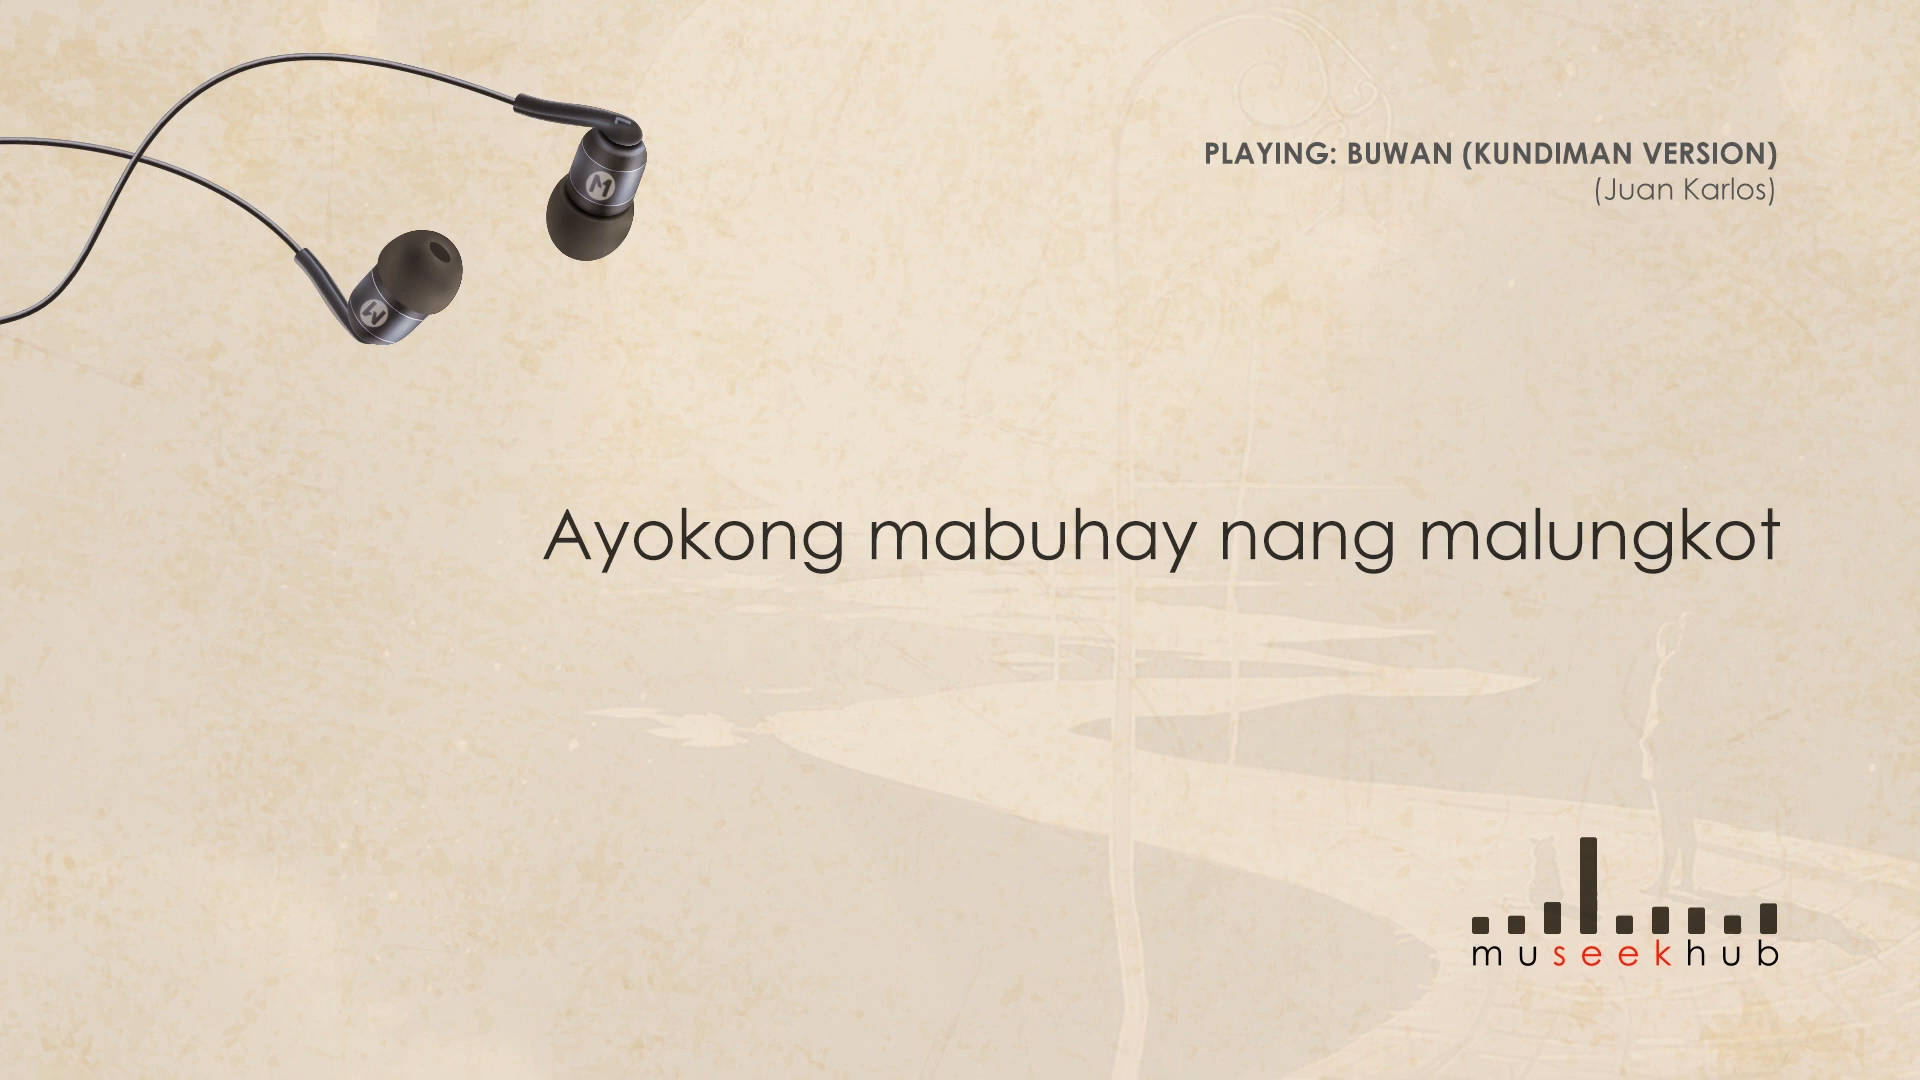 PLAYING: BUWAN (KUNDIMAN VERSION)
(Juan Karlos)
Ayokong mabuhay nang malungkot
museekhub